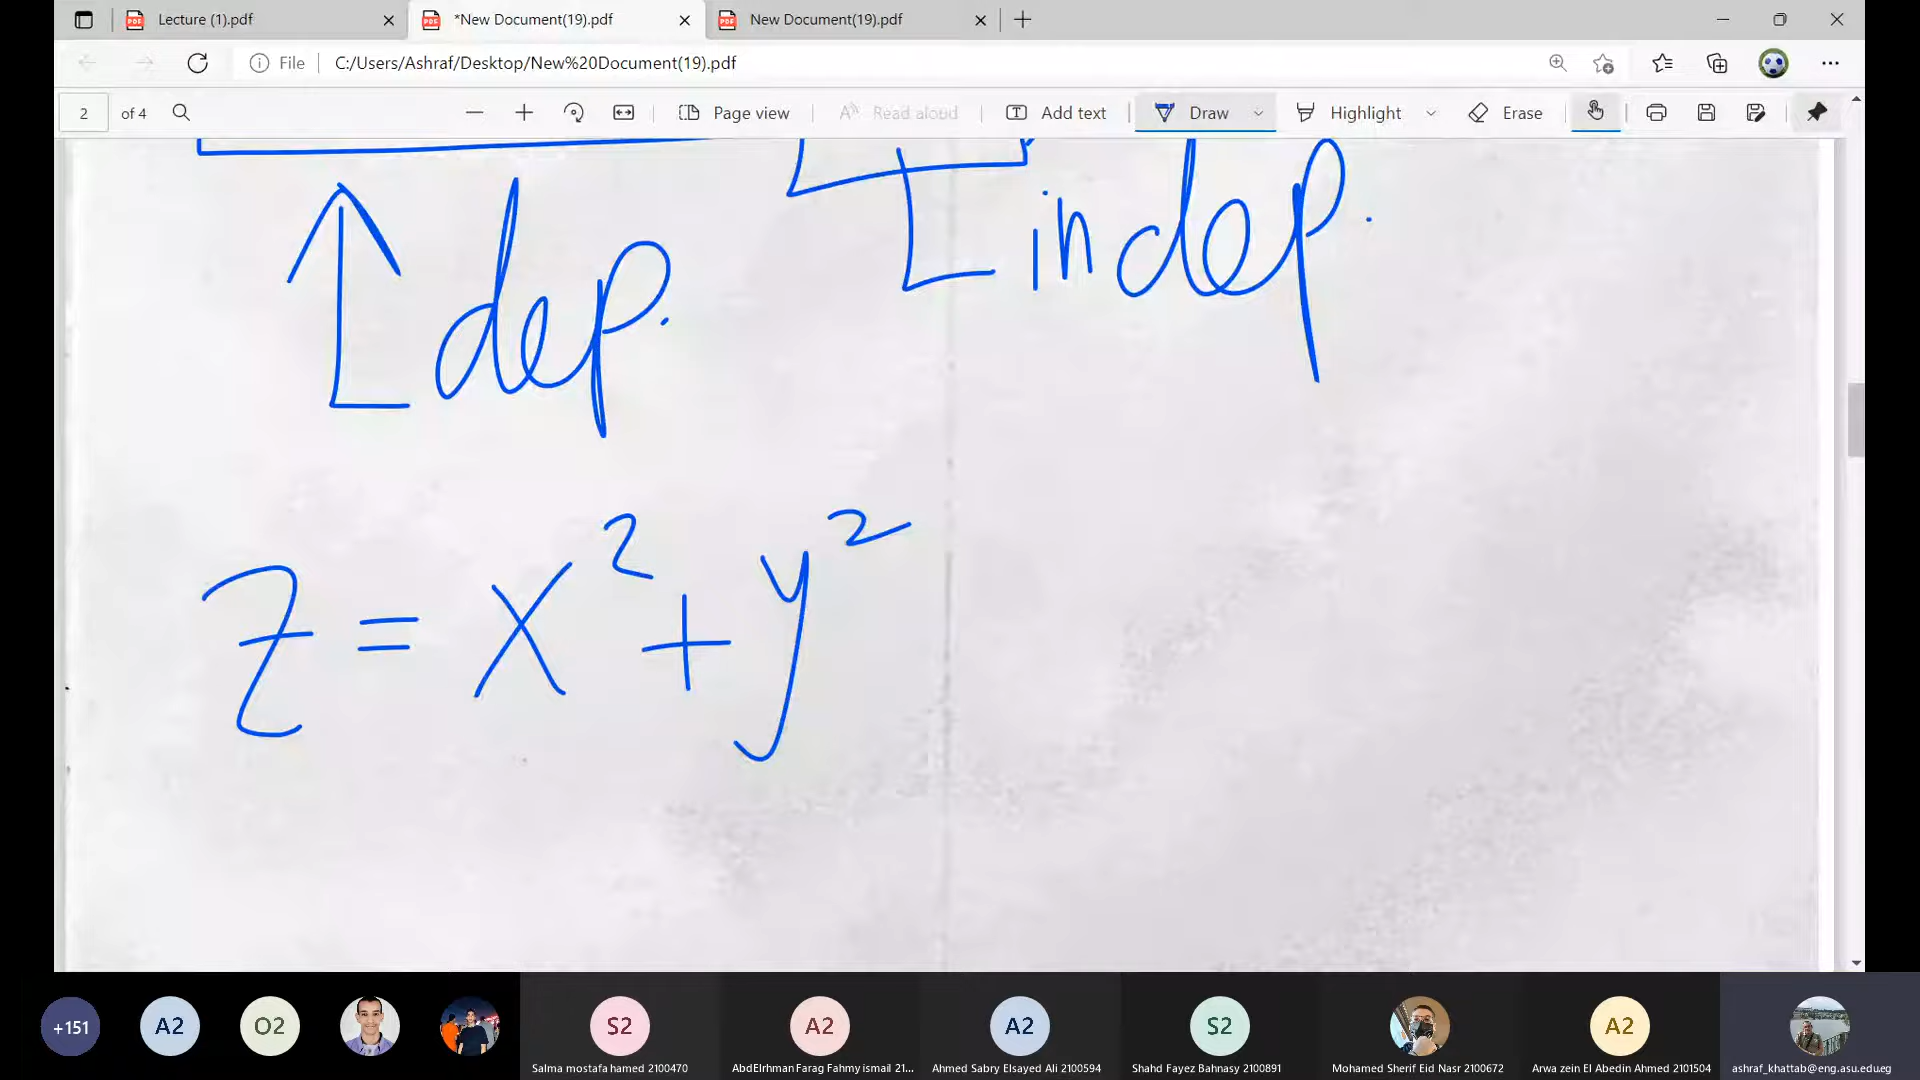 Lecture (1).pdf
*New Document(19).pdf
New Document(19).pdf
File
C:/Users/Ashraf/Desktop/New%20Document(19).pdf
2 of 4
Page view
Read aloud
Add text
Draw
Highlight
Erase
dep.
indep.
z = x² + y²
+151
A2
O2
S2
A2
A2
S2
A2
Salma mostafa hamed 2100470
AbdElrhman Farag Fahmy ismail 21...
Ahmed Sabry Elsayed Ali 2100594
Shahd Fayez Bahnasy 2100891
Mohamed Sherif Eid Nasr 2100672
Arwa zein El Abedin Ahmed 2101504
ashraf_khattab@eng.asu.edu.eg